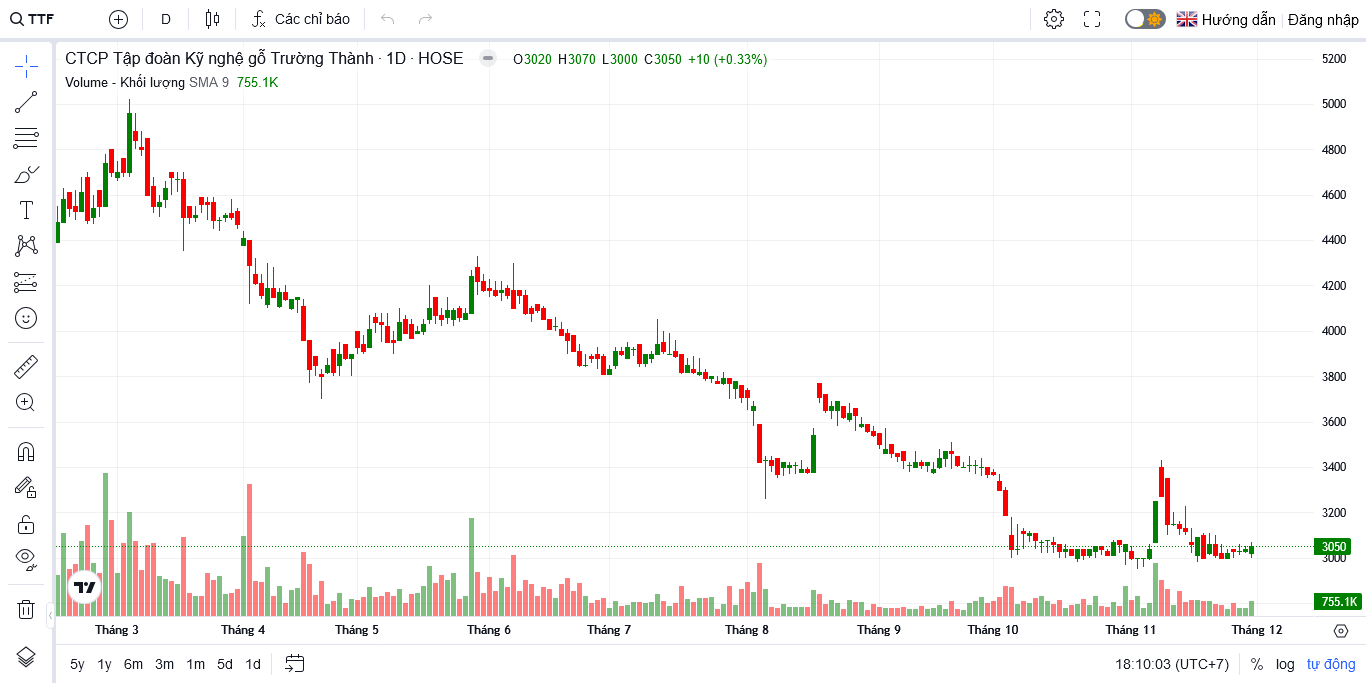 TTF D Các chỉ báo Hướng dẫn Đăng nhập
CTCP Tập đoàn Kỹ nghệ gỗ Trường Thành · 1D · HOSE O3020 H3070 L3000 C3050 +10 (+0.33%)
Volume - Khối lượng SMA 9 755.1K
5200
5000
4800
4600
4400
4200
4000
3800
3600
3400
3200
3050
3000
755.1K
Tháng 3 Tháng 4 Tháng 5 Tháng 6 Tháng 7 Tháng 8 Tháng 9 Tháng 10 Tháng 11 Tháng 12
5y 1y 6m 3m 1m 5d 1d 18:10:03 (UTC+7) % log tự động